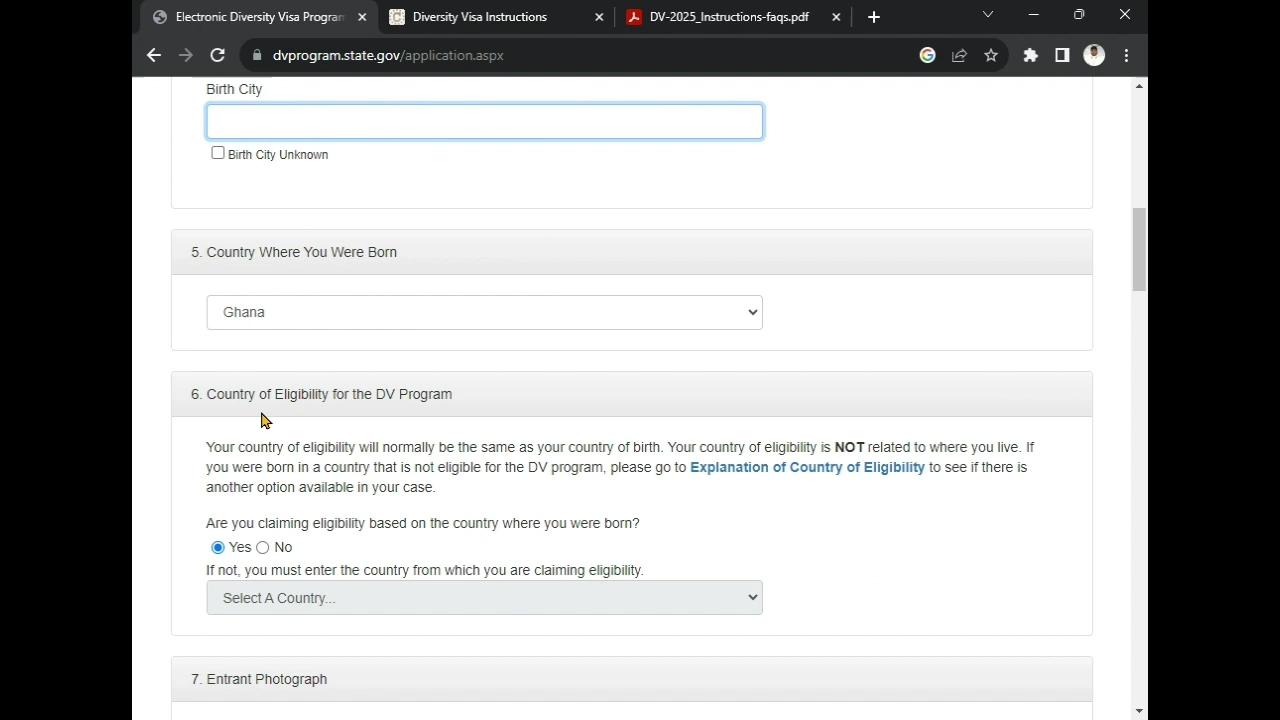 Electronic Diversity Visa Program
Diversity Visa Instructions
DV-2025_Instructions-faqs.pdf
dvprogram.state.gov/application.aspx
Birth City
Birth City Unknown
5. Country Where You Were Born
Ghana
6. Country of Eligibility for the DV Program
Your country of eligibility will normally be the same as your country of birth. Your country of eligibility is NOT related to where you live. If
you were born in a country that is not eligible for the DV program, please go to Explanation of Country of Eligibility to see if there is
another option available in your case.
Are you claiming eligibility based on the country where you were born?
Yes No
If not, you must enter the country from which you are claiming eligibility.
Select A Country...
7. Entrant Photograph